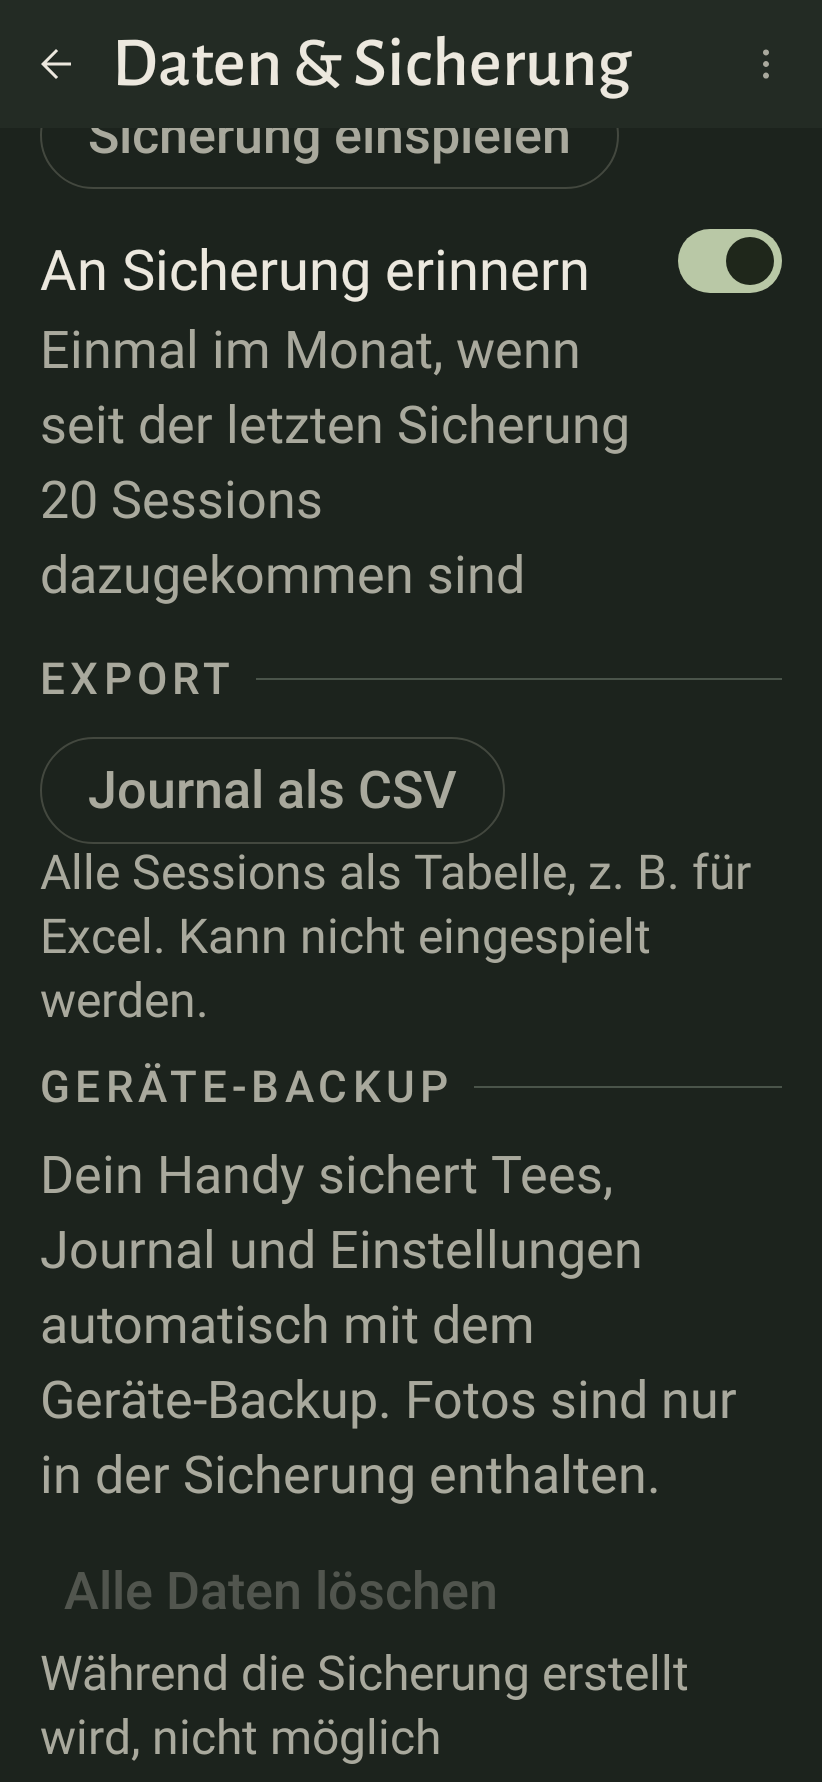 Daten & Sicherung
Sicherung einspielen
An Sicherung erinnern
Einmal im Monat, wenn
seit der letzten Sicherung
20 Sessions
dazugekommen sind
EXPORT
Journal als CSV
Alle Sessions als Tabelle, z. B. für
Excel. Kann nicht eingespielt
werden.
GERÄTE-BACKUP
Dein Handy sichert Tees,
Journal und Einstellungen
automatisch mit dem
Geräte-Backup. Fotos sind nur
in der Sicherung enthalten.
Alle Daten löschen
Während die Sicherung erstellt
wird, nicht möglich